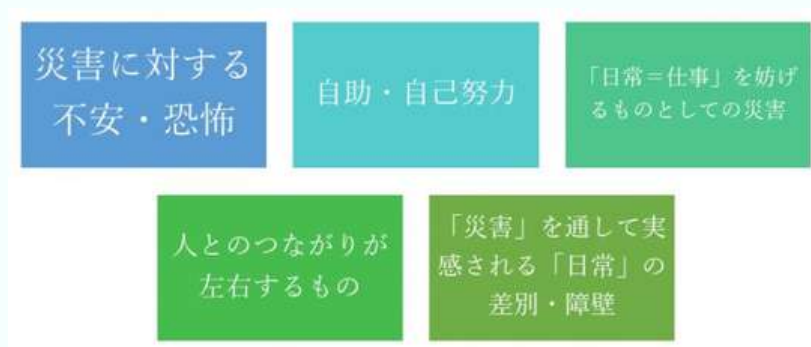 災害に対する
不安・恐怖
自助・自己努力
「日常＝仕事」を妨げ
るものとしての災害
人とのつながりが
左右するもの
「災害」を通して実
感される「日常」の
差別・障壁